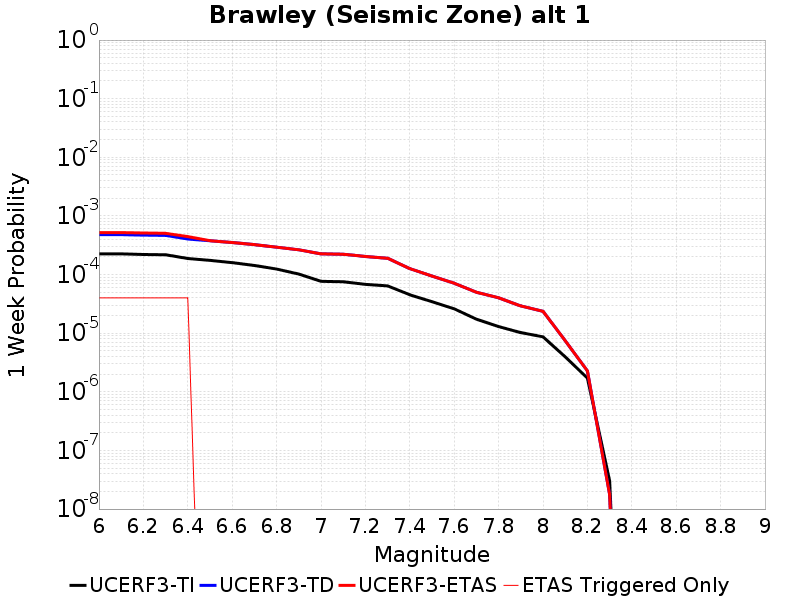 Brawley (Seismic Zone) alt 1
10^0
10^-1
10^-2
10^-3
10^-4
10^-5
10^-6
10^-7
10^-8
1 Week Probability
6 6.2 6.4 6.6 6.8 7 7.2 7.4 7.6 7.8 8 8.2 8.4 8.6 8.8 9
Magnitude
UCERF3-TI UCERF3-TD UCERF3-ETAS ETAS Triggered Only